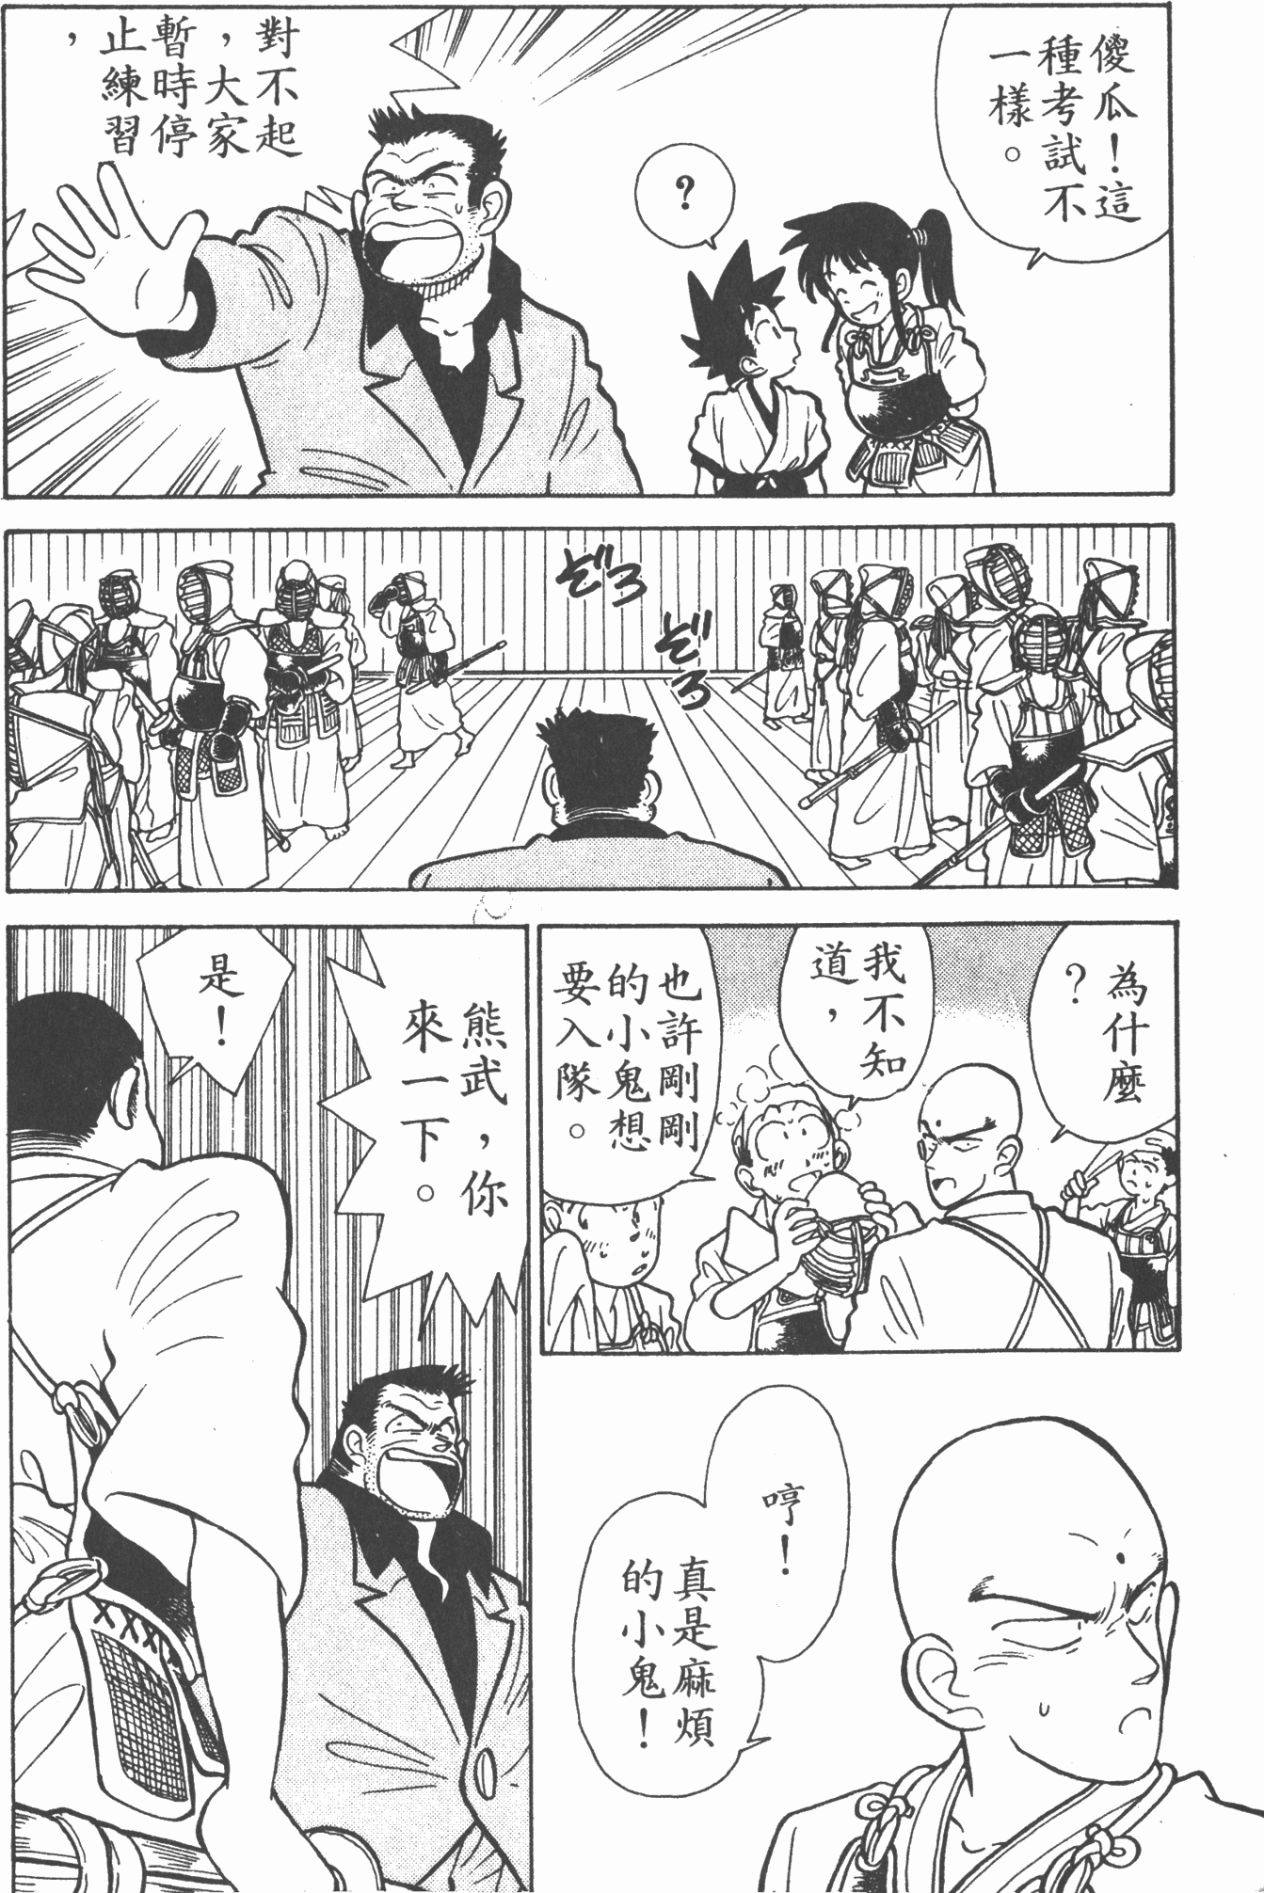 傻瓜！這
種考試不
一樣。
？
對不起
，大家
暫時停
止練習
，
ぞろ
ぞろ
為什麼
？
我不知
道，
也許剛剛
的小鬼想
要入隊。
哼！
真是麻煩
的小鬼！
熊武，你
來一下。
是！